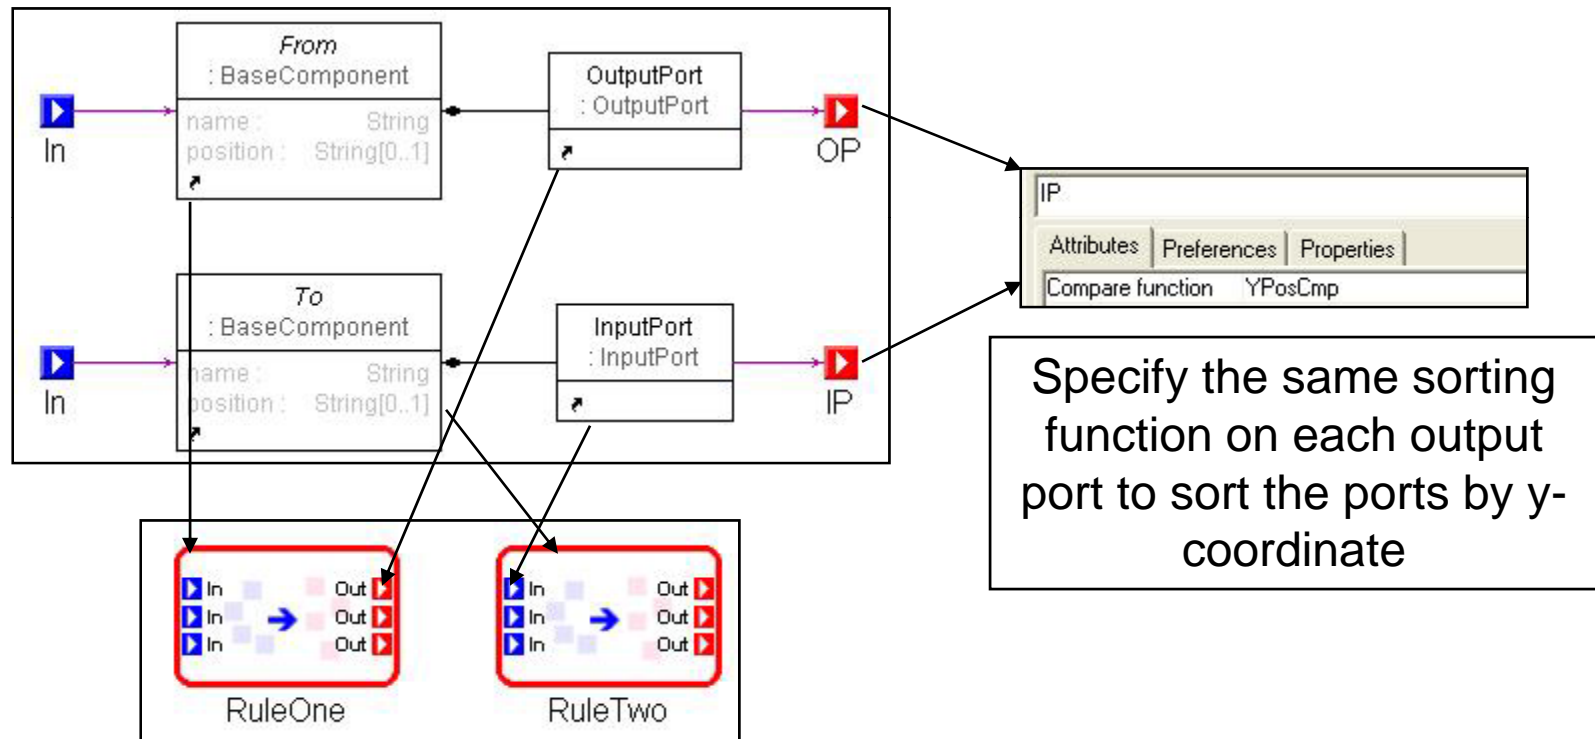 From
: BaseComponent
name : String
position : String[0..1]
In
OutputPort
: OutputPort
OP
To
: BaseComponent
name : String
position : String[0..1]
In
InputPort
: InputPort
IP
IP
Attributes Preferences Properties
Compare function YPosCmp
Specify the same sorting
function on each output
port to sort the ports by y-
coordinate
In Out
In Out
In Out
RuleOne
In Out
In Out
In Out
RuleTwo